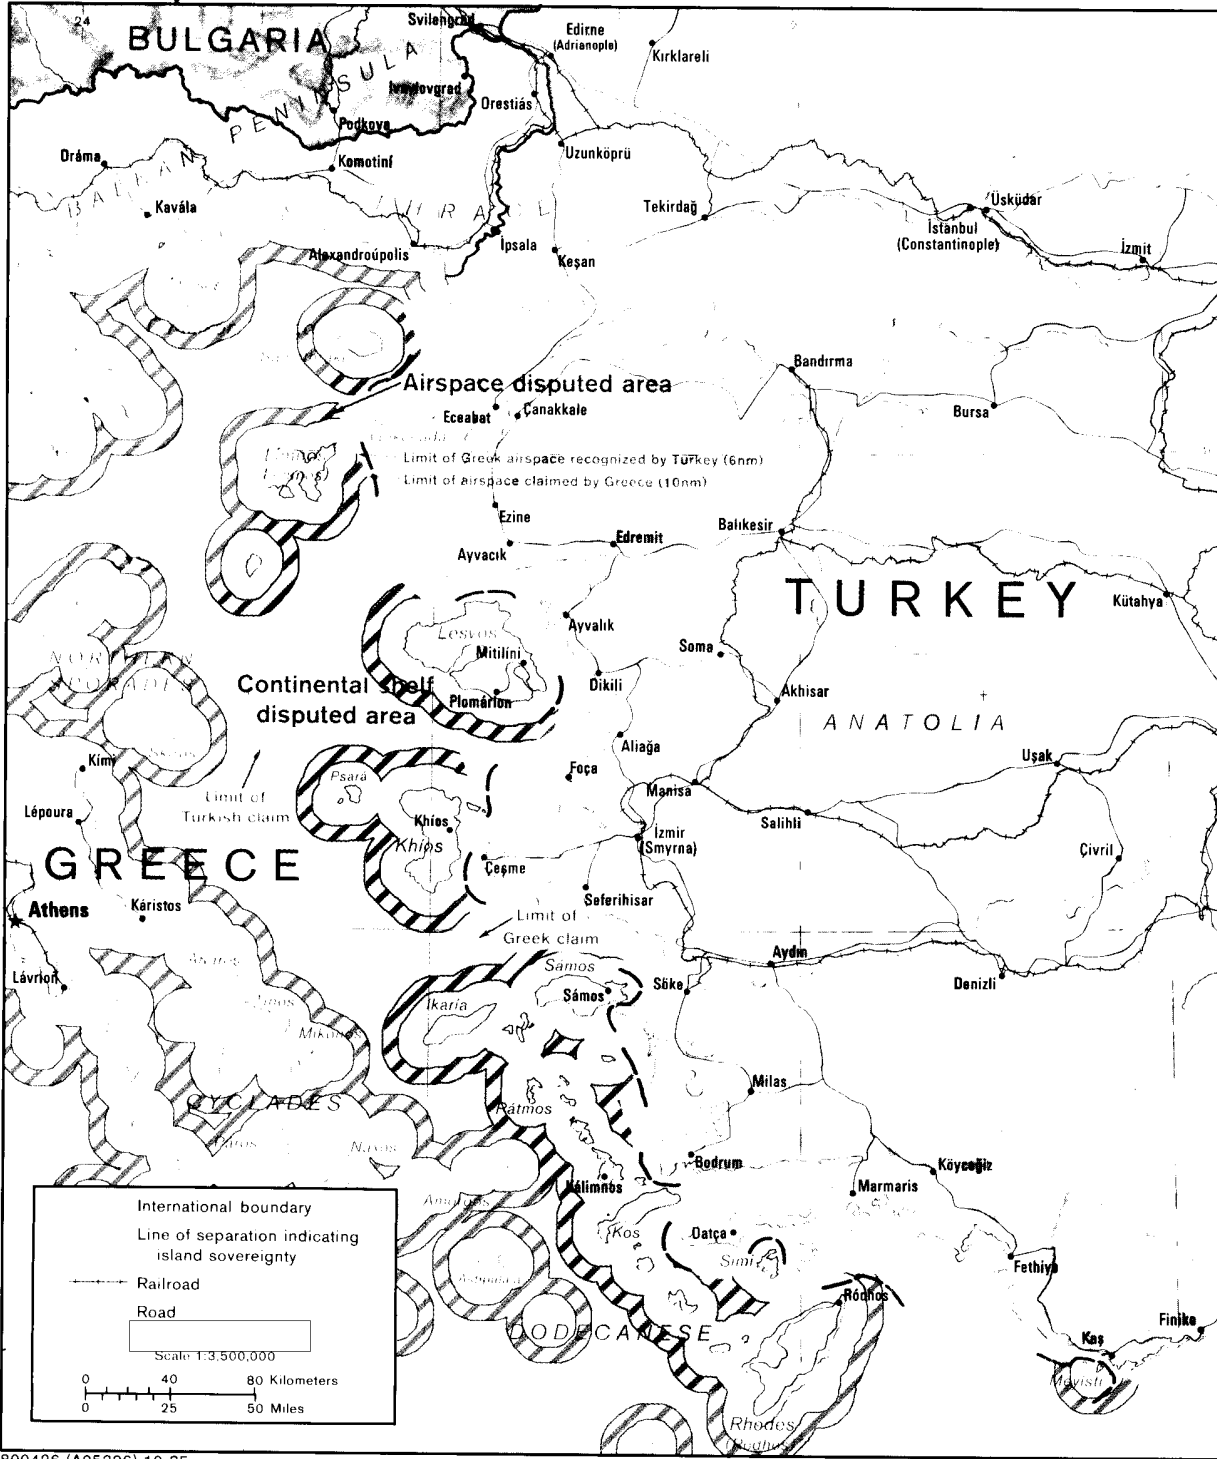 24
BULGARIA
Svilengrad
Edirne
(Adrianople)
Kırklareli
BALKAN PENINSULA
Ivaylovgrad
Orestiás
Podkova
Uzunköprü
Dráma
Komotiní
Kavála
Tekirdağ
Üsküdar
İstanbul
(Constantinople)
İzmit
Alexandroúpolis
İpsala
Keşan
Bandırma
Airspace disputed area
Eceabat
Çanakkale
Bursa
Limit of Greek airspace recognized by Turkey (6nm)
Limit of airspace claimed by Greece (10nm)
Ezine
Ayvacık
Edremit
Balıkesir
TURKEY
Kütahya
Lesvos
Ayvalık
Mitilíni
Soma
NORTHERN
SPORADES
Continental shelf
disputed area
Plomárion
Dikili
Akhisar
ANATOLIA
Aliağa
Uşak
Kími
Psará
Foça
Manisa
Limit of
Turkish claim
Lépoura
Khíos
Khíos
İzmir
(Smyrna)
Salihli
Çivril
GREECE
Çeşme
Seferihisar
Athens
Káristos
Limit of
Greek claim
Aydın
Lávrion
Sámos
Sámos
Söke
Denizli
Ikaría
Míkonos
Milas
CYCLADES
Pátmos
Náxos
Bodrum
Köyceğiz
Kálimnos
Marmaris
Amorgós
Kos
Datça
Sími
Fethiye
Ródhos
DODECANESE
Kaş
Finike
Rhodes
International boundary
Line of separation indicating
island sovereignty
Railroad
Road
Scale 1:3,500,000
0 40 80 Kilometers
0 25 50 Miles